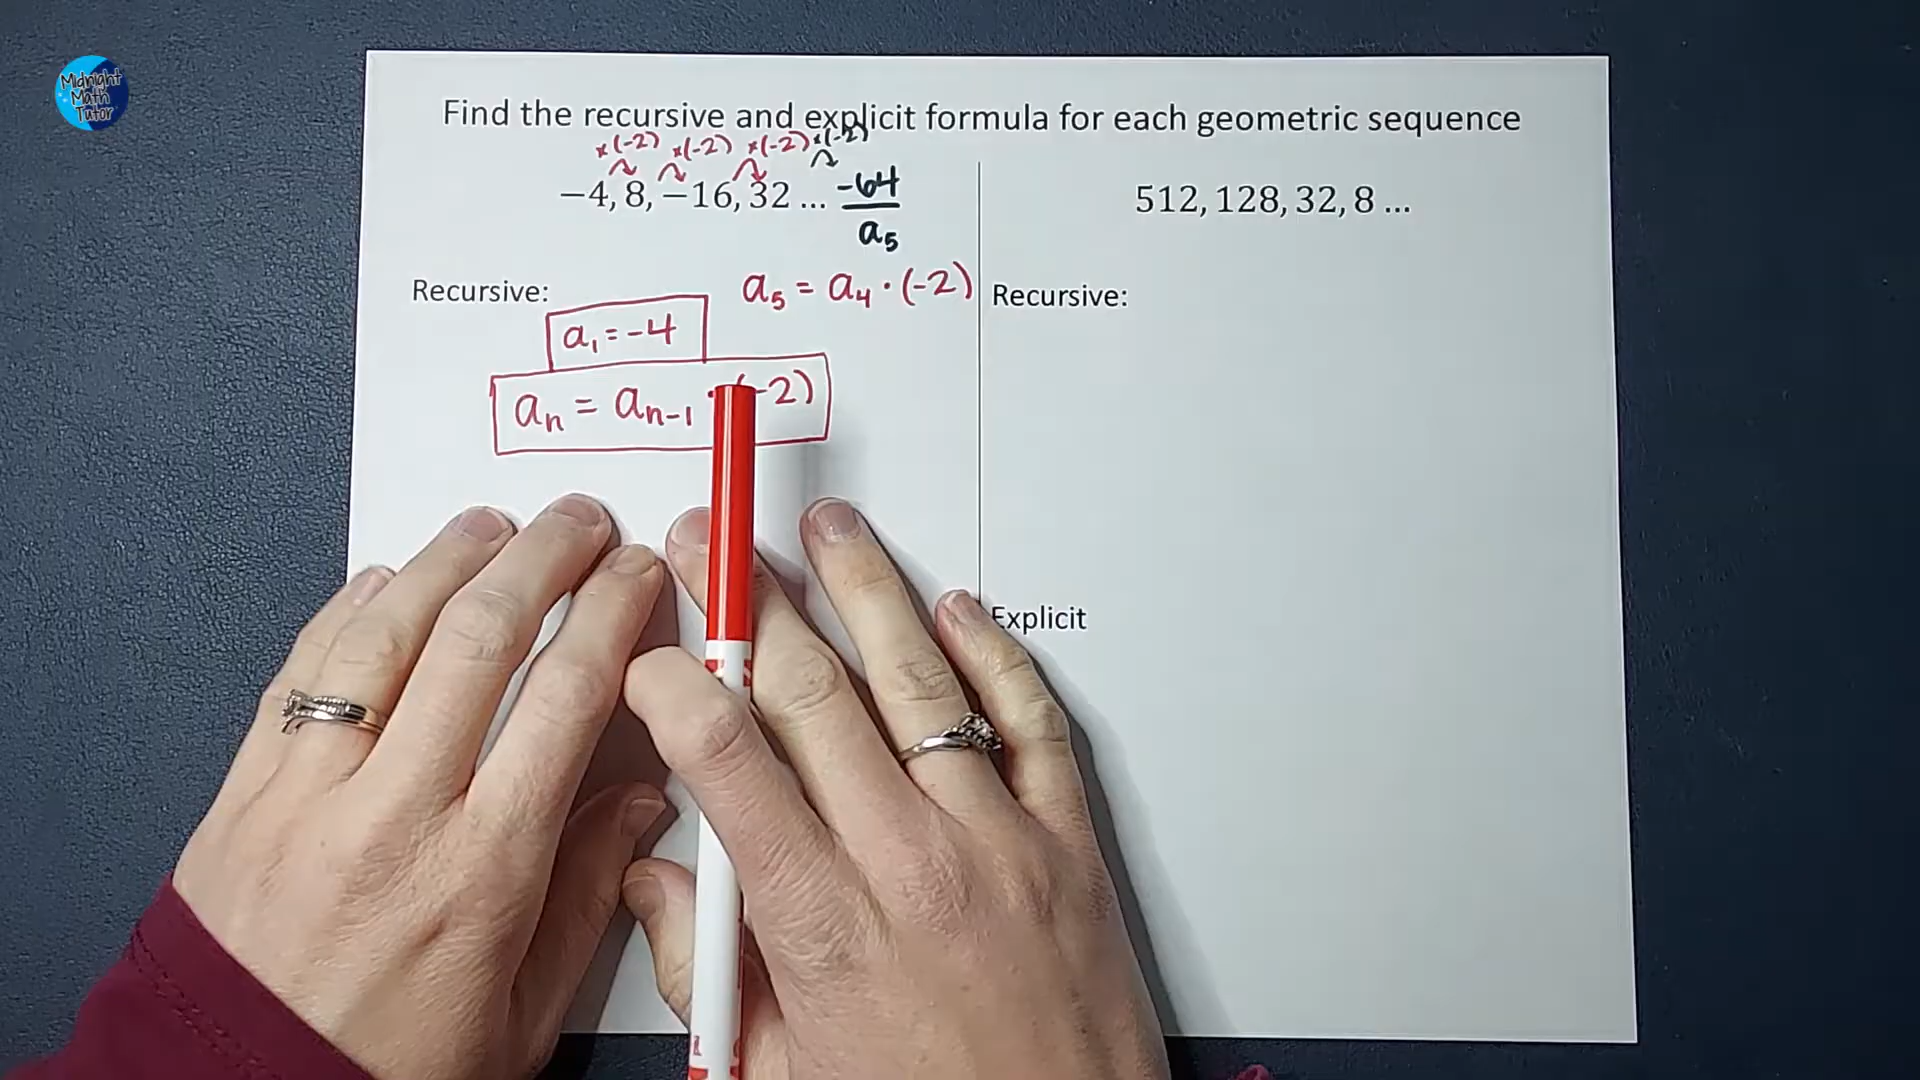 Midnight
Math
Tutor
Find the recursive and explicit formula for each geometric sequence
×(-2) ×(-2) ×(-2) ×(-2)
−4, 8, −16, 32 ... -64
a₅
512, 128, 32, 8 ...
Recursive:
a₅ = a₄ · (-2)
a₁ = -4
aₙ = aₙ₋₁ · (-2)
Recursive:
Explicit